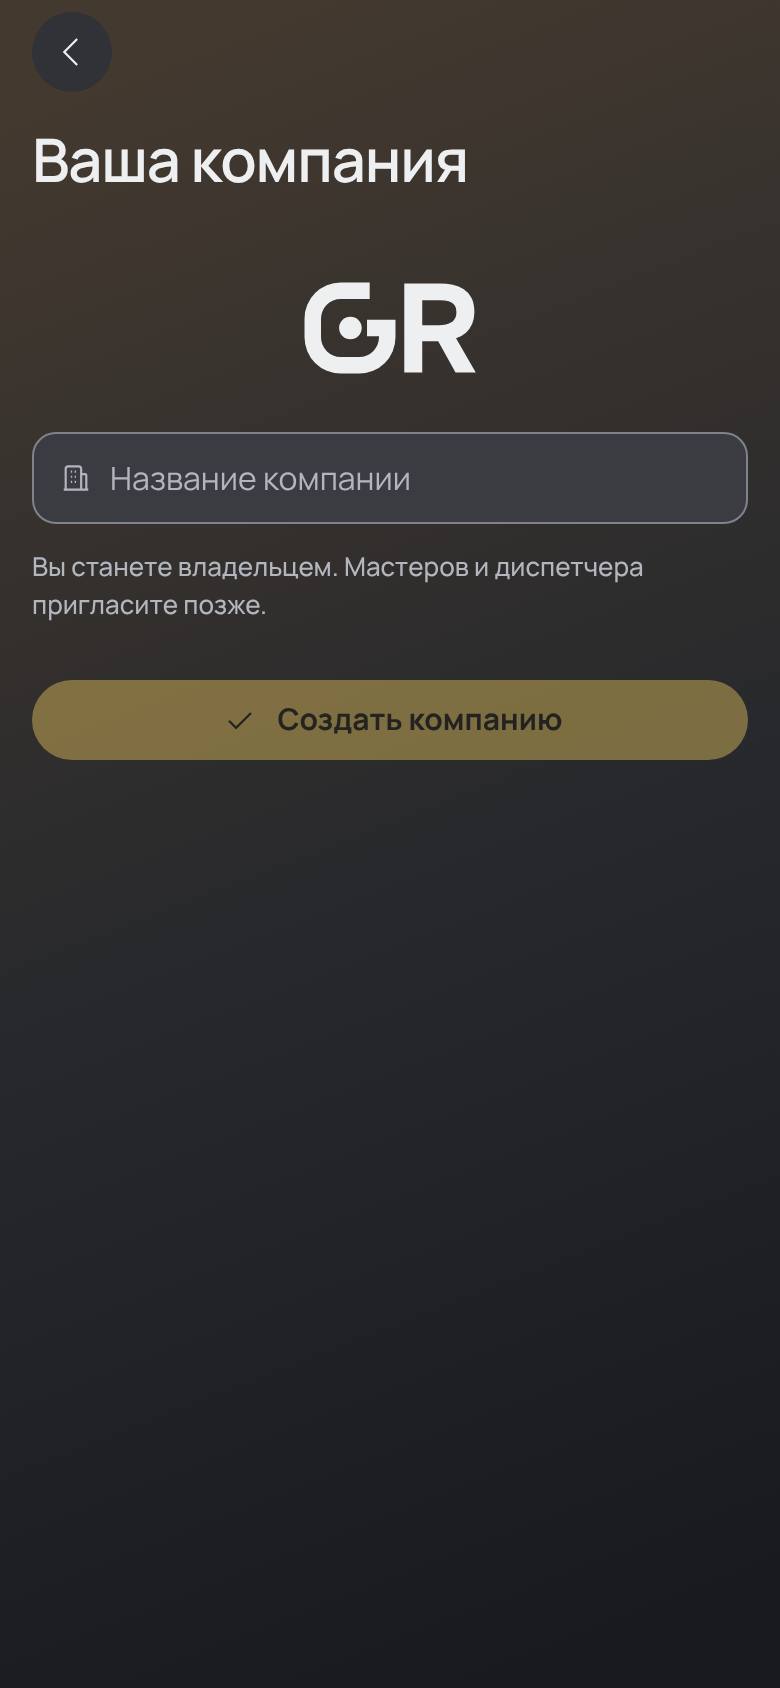 Ваша компания
GR
Название компании
Вы станете владельцем. Мастеров и диспетчера
пригласите позже.
Создать компанию